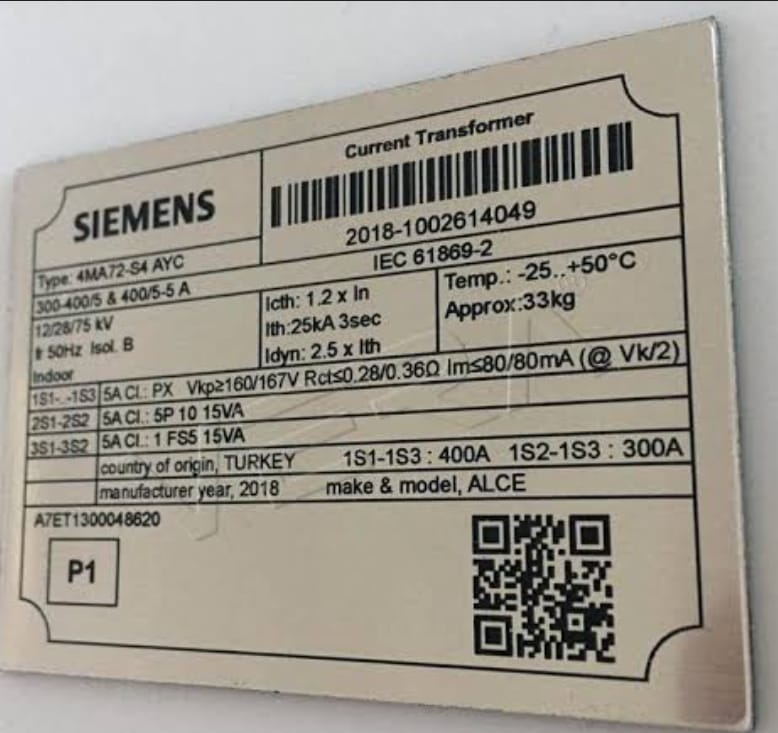 SIEMENS
Current Transformer
2018-1002614049
Type: 4MA72-S4 AYC
IEC 61869-2
300-400/5 & 400/5-5 A
12/28/75 kV
fr 50Hz Isol. B
Indoor
Icth: 1.2 x In
Ith:25kA 3sec
Idyn: 2.5 x Ith
Temp.: -25..+50°C
Approx:33kg
1S1-..-1S3 5A Cl.: PX Vkp≥160/167V Rct≤0.28/0.36Ω Im≤80/80mA (@ Vk/2)
2S1-2S2 5A Cl.: 5P 10 15VA
3S1-3S2 5A Cl.: 1 FS5 15VA
country of origin, TURKEY 1S1-1S3 : 400A 1S2-1S3 : 300A
manufacturer year, 2018 make & model, ALCE
A7ET1300048620
P1